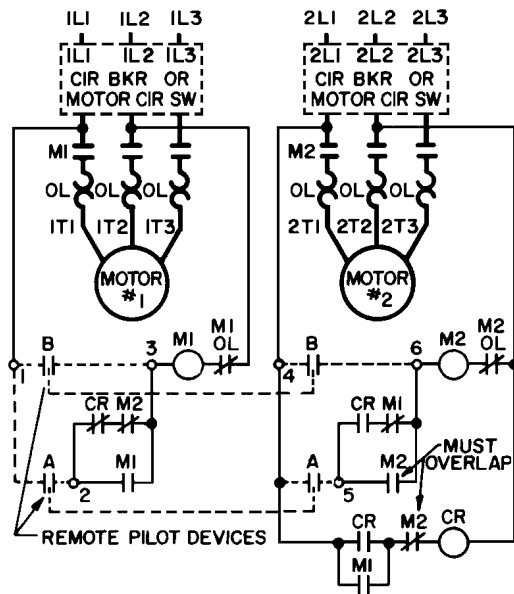 1L1 1L2 1L3 2L1 2L2 2L3
1L1 1L2 1L3 2L1 2L2 2L3
CIR BKR OR CIR BKR OR
MOTOR CIR SW MOTOR CIR SW
M1 M2
OL OL OL OL OL OL
1T1 1T2 1T3 2T1 2T2 2T3
MOTOR MOTOR
#1 #2
M1 M2
B 3 M1 OL B 6 M2 OL
1 4
CR M2 CR M1
MUST
A M1 A M2 OVERLAP
2 5
REMOTE PILOT DEVICES
CR M2 CR
M1